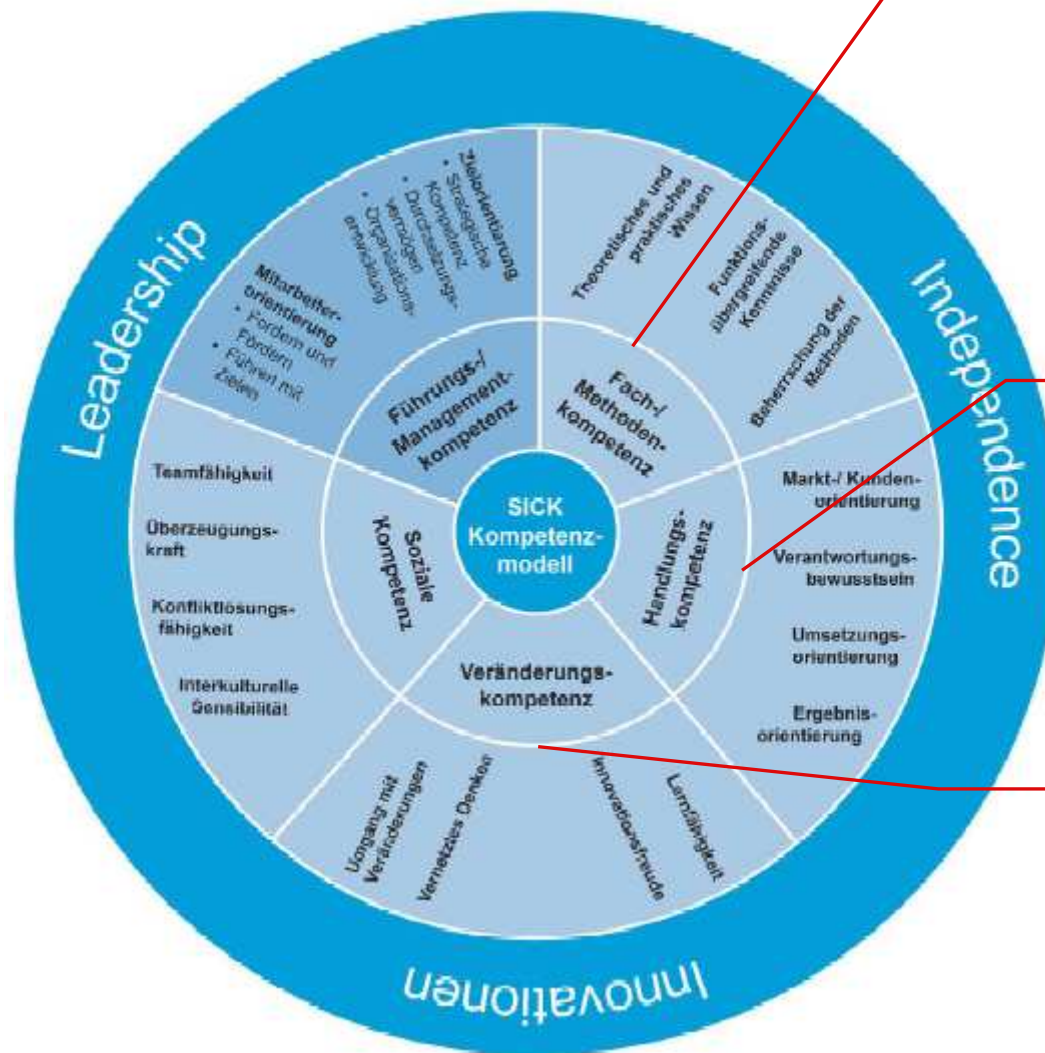 Leadership
Independence
Innovationen
SICK
Kompetenz-
modell
Führungs-/
Management-
kompetenz
Zielorientierung
• Strategische
Kompetenz
• Durchsetzungs-
vermögen
• Organisations-
entwicklung
Mitarbeiter-
orientierung
• Fordern und
Fördern
• Führen mit
Zielen
Fach-/
Methoden-
kompetenz
Theoretisches und
praktisches
Wissen
Funktions-
übergreifende
Kenntnisse
Beherrschung der
Methoden
Handlungs-
kompetenz
Markt-/ Kunden-
orientierung
Verantwortungs-
bewusstsein
Umsetzungs-
orientierung
Ergebnis-
orientierung
Veränderungs-
kompetenz
Lernfähigkeit
Innovationsfreude
Vernetztes Denken
Umgang mit
Veränderungen
Soziale
Kompetenz
Teamfähigkeit
Überzeugungs-
kraft
Konfliktlösungs-
fähigkeit
Interkulturelle
Sensibilität